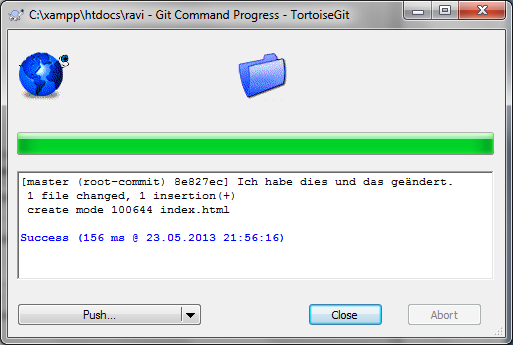 C:\xampp\htdocs\ravi - Git Command Progress - TortoiseGit
[master (root-commit) 8e827ec] Ich habe dies und das geändert.
1 file changed, 1 insertion(+)
create mode 100644 index.html
Success (156 ms @ 23.05.2013 21:56:16)
Push...
Close
Abort